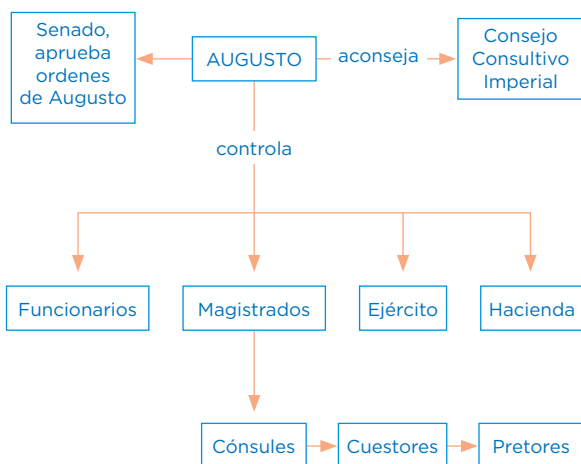 Senado,
aprueba
ordenes
de Augusto
AUGUSTO
aconseja
Consejo
Consultivo
Imperial
controla
Funcionarios
Magistrados
Ejército
Hacienda
Cónsules
Cuestores
Pretores